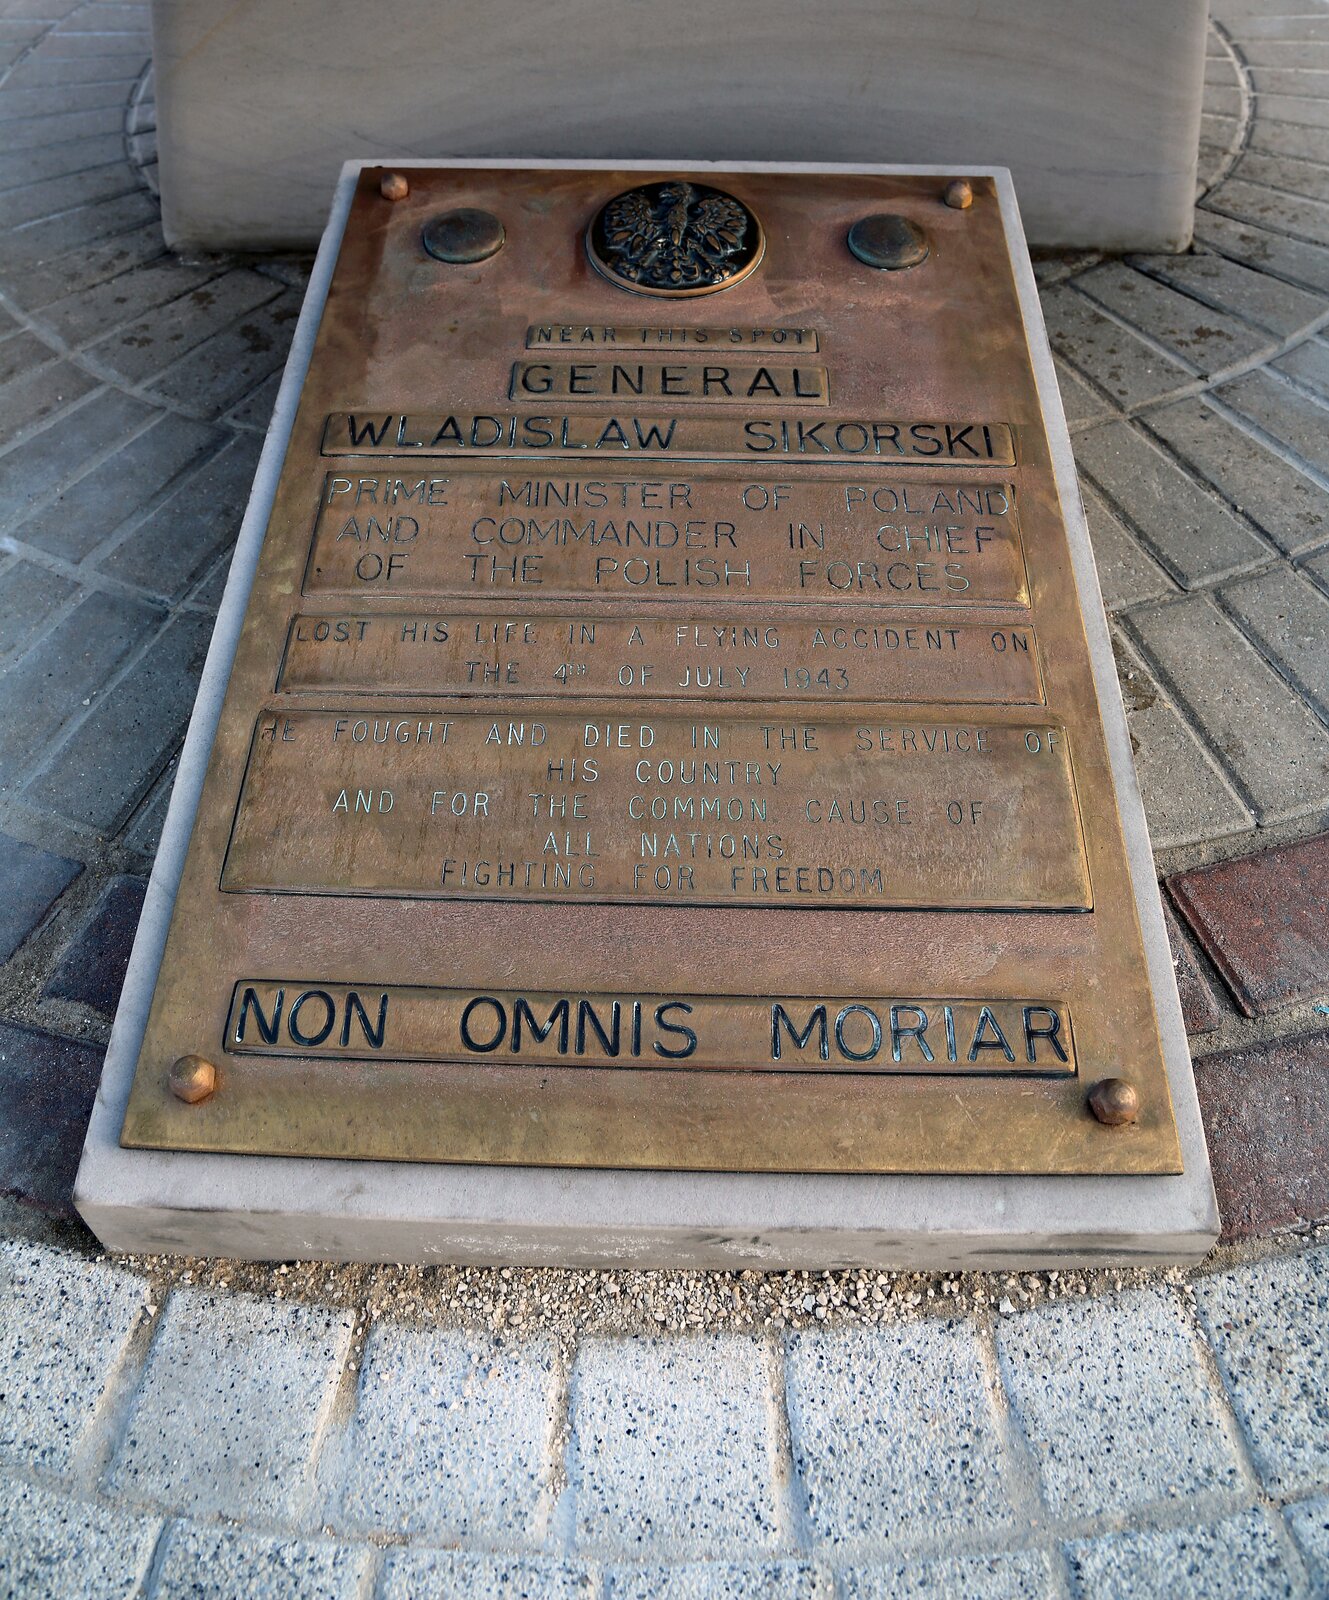 NEAR THIS SPOT
GENERAL
WLADISLAW SIKORSKI
PRIME MINISTER OF POLAND
AND COMMANDER IN CHIEF
OF THE POLISH FORCES
LOST HIS LIFE IN A FLYING ACCIDENT ON
THE 4TH OF JULY 1943
HE FOUGHT AND DIED IN THE SERVICE OF
HIS COUNTRY
AND FOR THE COMMON CAUSE OF
ALL NATIONS
FIGHTING FOR FREEDOM
NON OMNIS MORIAR